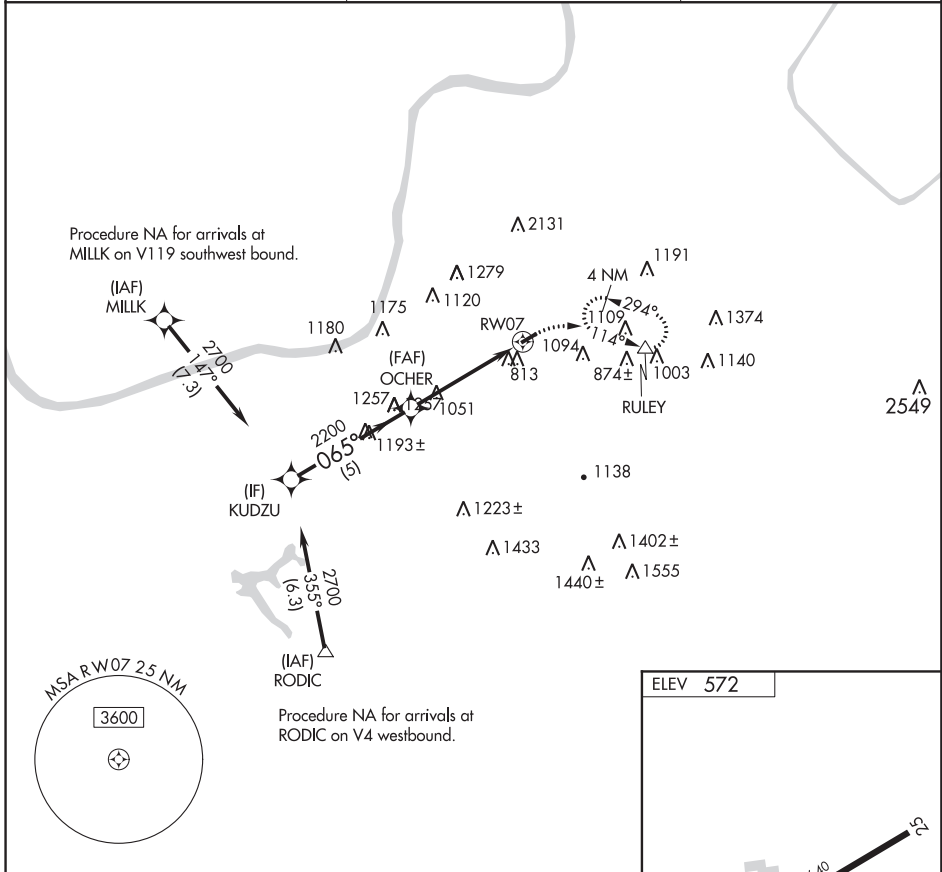 2131
Procedure NA for arrivals at
MILLK on V119 southwest bound.
1191
1279
4 NM
(IAF)
MILLK
1120
294°
1175
1109
1374
RW07
1180
2700
147°
(7.3)
1094
114°
(FAF)
OCHER
813
874±
1003
1140
1257
1257
1051
RULEY
2549
2200
065°
(5)
1193±
1138
(IF)
KUDZU
1223±
1433
1402±
1440±
1555
2700
355°
(6.3)
(IAF)
RODIC
MSA RW07 25 NM
ELEV 572
3600
Procedure NA for arrivals at
RODIC on V4 westbound.
25